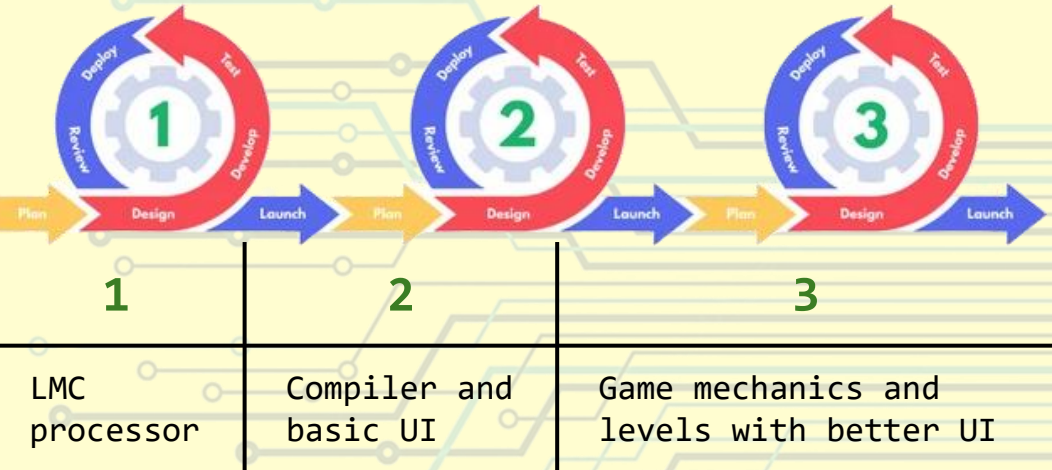 Deploy
Test
1
Review
Develop
Plan
Design
Launch
Deploy
Test
2
Review
Develop
Plan
Design
Launch
Deploy
Test
3
Review
Develop
Plan
Design
Launch
1
2
3
LMC
processor
Compiler and
basic UI
Game mechanics and
levels with better UI